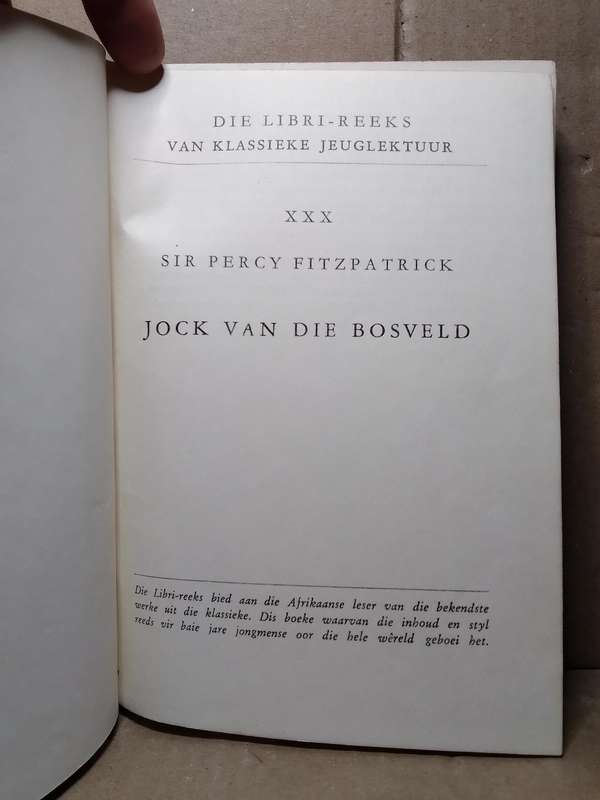 DIE LIBRI-REEKS
VAN KLASSIEKE JEUGLEKTUUR
XXX
SIR PERCY FITZPATRICK
JOCK VAN DIE BOSVELD
Die Libri-reeks bied aan die Afrikaanse leser van die bekendste
werke uit die klassieke. Dis boeke waarvan die inhoud en styl
reeds vir baie jare jongmense oor die hele wêreld geboei het.